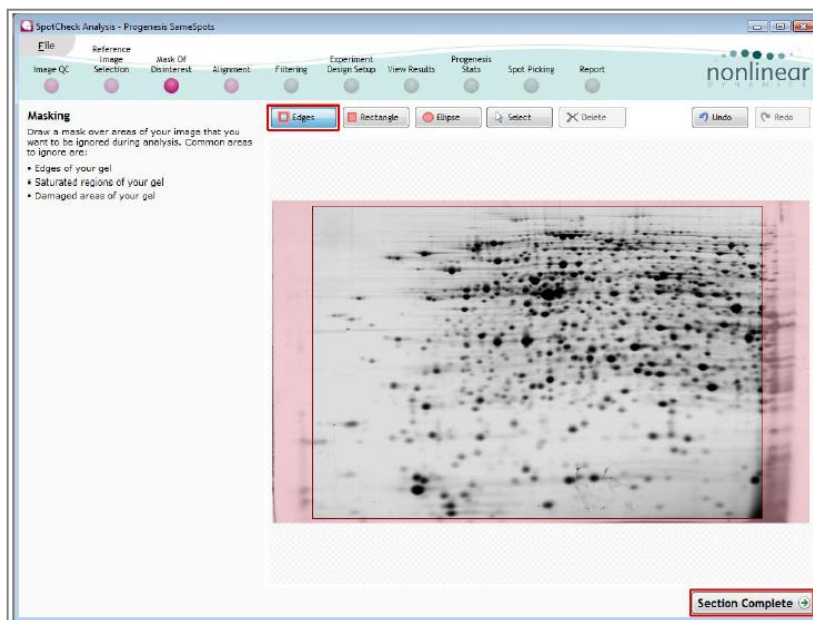 SpotCheck Analysis - Progenesis SameSpots
File
Image QC
Reference
Image
Selection
Mask Of
Disinterest
Alignment
Filtering
Experiment
Design Setup
View Results
Progenesis
Stats
Spot Picking
Report
nonlinear
DYNAMICS
Masking
Draw a mask over areas of your image that you
want to be ignored during analysis. Common areas
to ignore are:
• Edges of your gel
• Saturated regions of your gel
• Damaged areas of your gel
Edges
Rectangle
Ellipse
Select
Delete
Undo
Redo
Section Complete